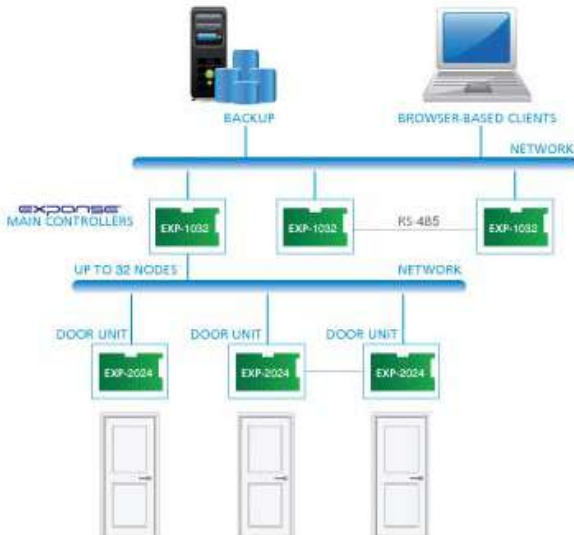 BACKUP
BROWSER-BASED CLIENTS
NETWORK
EXPANSE
MAIN CONTROLLERS
EXP-1032
EXP-1032
RS-485
EXP-1032
UP TO 32 NODES
NETWORK
DOOR UNIT
DOOR UNIT
DOOR UNIT
EXP-2024
EXP-2024
EXP-2024